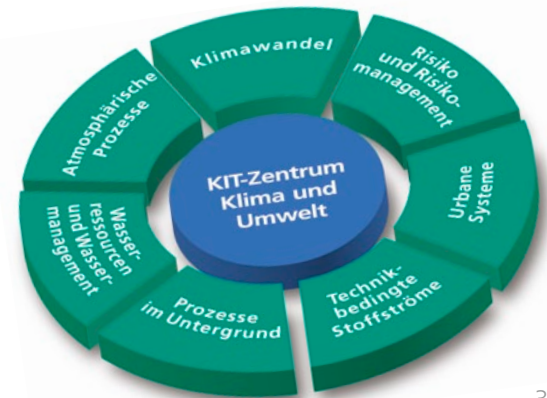 Klimawandel
Risiko
und Risiko-
management
Urbane
Systeme
Technik-
bedingte
Stoffströme
Prozesse
im Untergrund
Wasser-
ressourcen
und Wasser-
management
Atmosphärische
Prozesse
KIT-Zentrum
Klima und
Umwelt